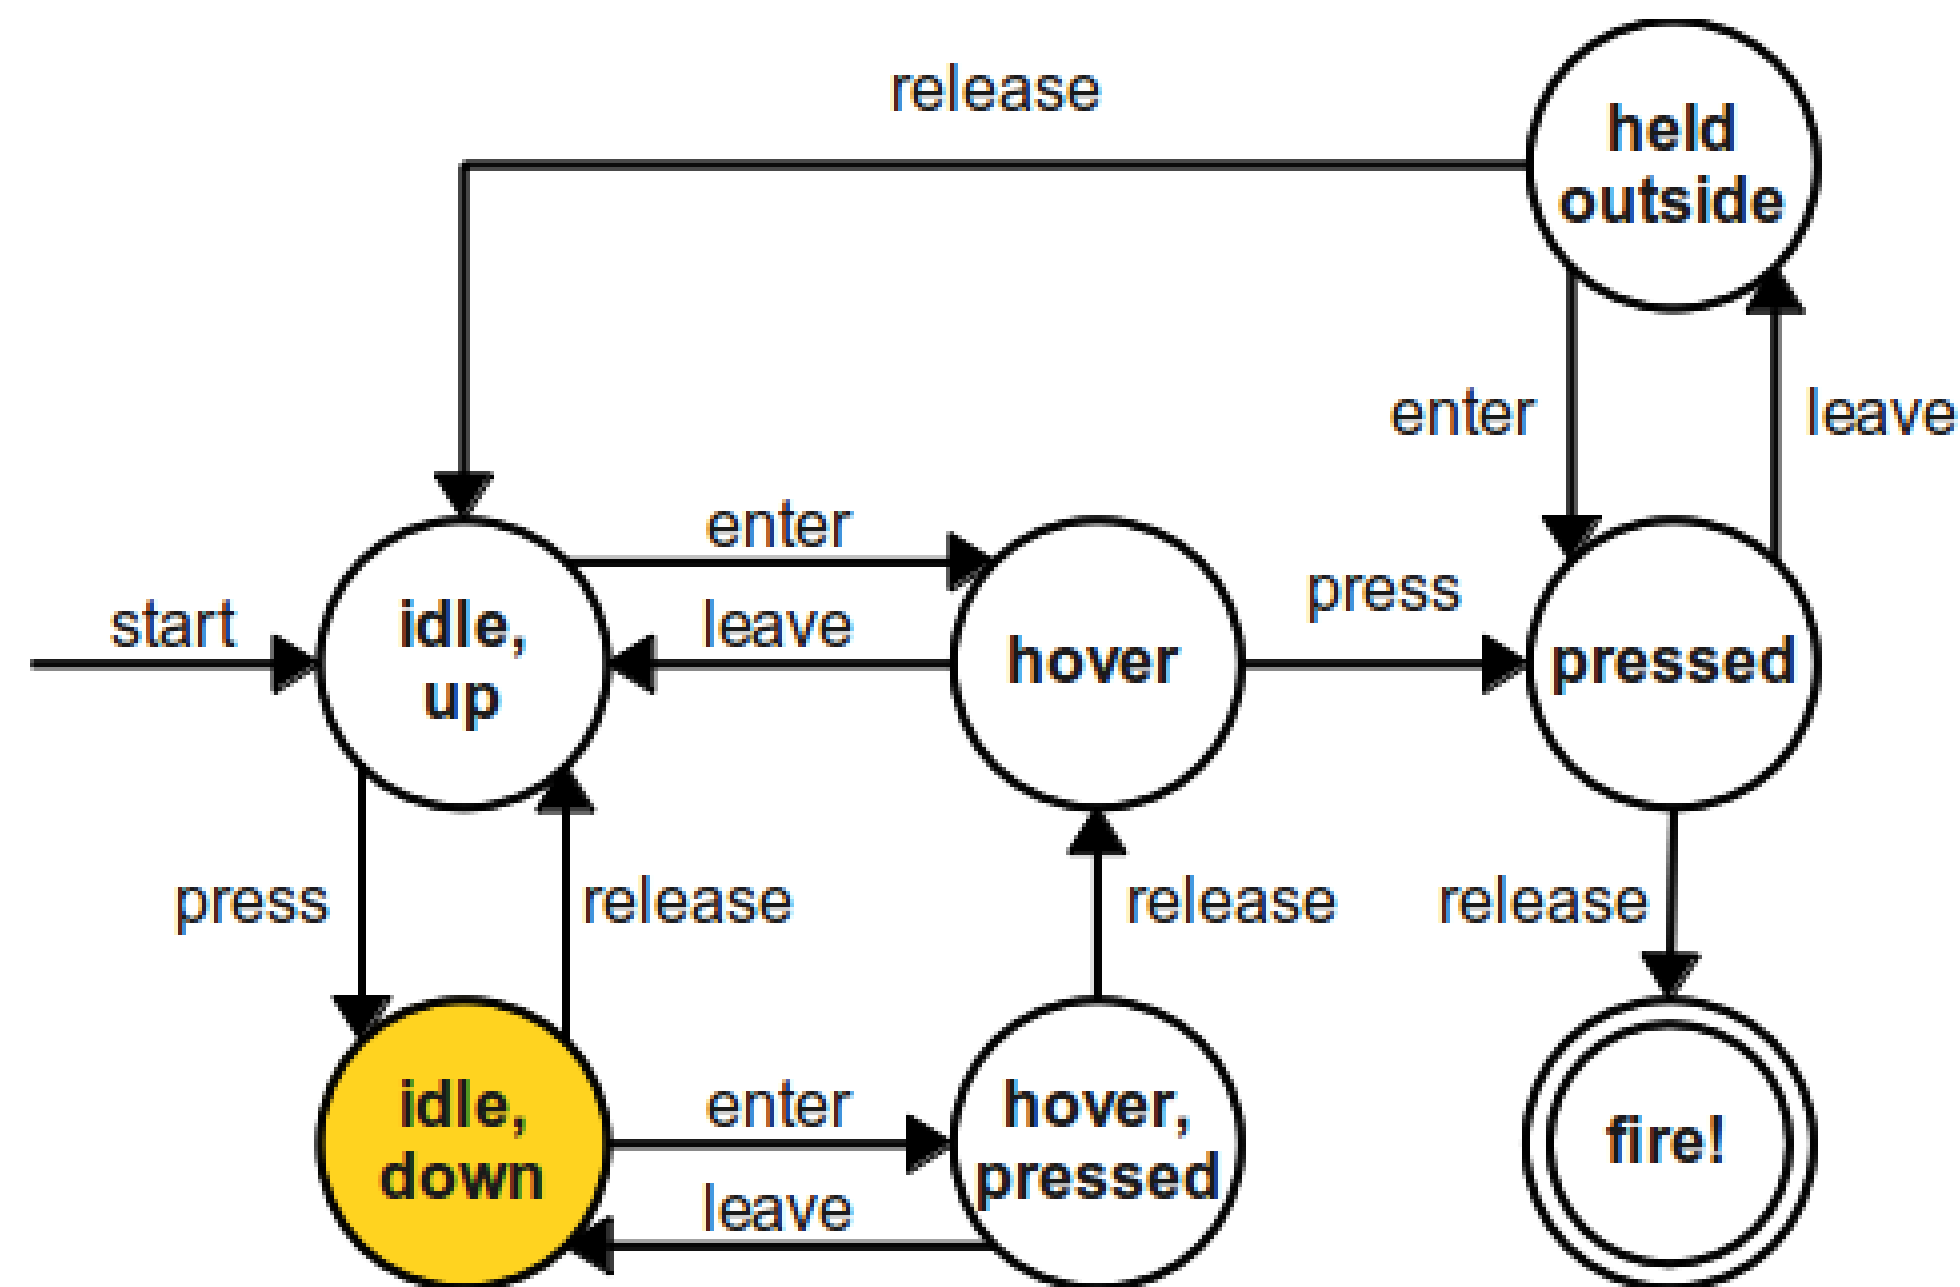 release
held
outside
enter
leave
enter
press
start
idle,
up
leave
hover
pressed
press
release
release
release
idle,
down
enter
leave
hover,
pressed
fire!